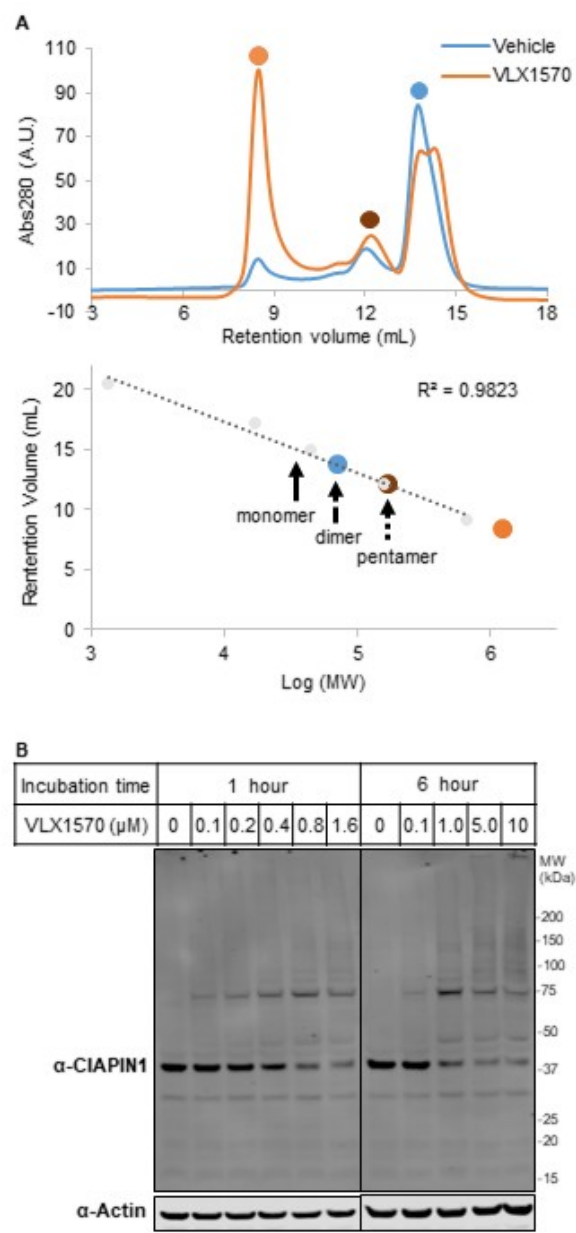 A
110
90
70
50
30
10
-10
Vehicle
VLX1570
Abs280 (A.U.)
3 6 9 12 15 18
Retention volume (mL)
20
15
10
5
0
R² = 0.9823
Rentention Volume (mL)
monomer
dimer
pentamer
3 4 5 6
Log (MW)
B
Incubation time 1 hour 6 hour
VLX1570 (μM) 0 0.1 0.2 0.4 0.8 1.6 0 0.1 1.0 5.0 10
MW
(kDa)
-200
-150
-100
-75
-50
α-CIAPIN1
-37
-25
-20
-15
α-Actin